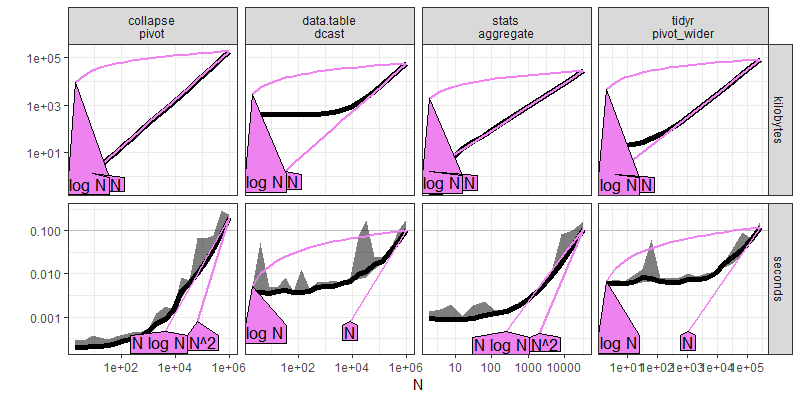 collapse
pivot
data.table
dcast
stats
aggregate
tidyr
pivot_wider
1e+05
1e+03
1e+01
log N
N
log N
N
log N
N
log N
N
kilobytes
0.100
0.010
0.001
N log N
N^2
log N
N
N log N
N^2
log N
N
seconds
1e+02 1e+04 1e+06
1e+02 1e+04 1e+06
10 100 1000 10000
1e+01 1e+02 1e+03 1e+04 1e+05
N